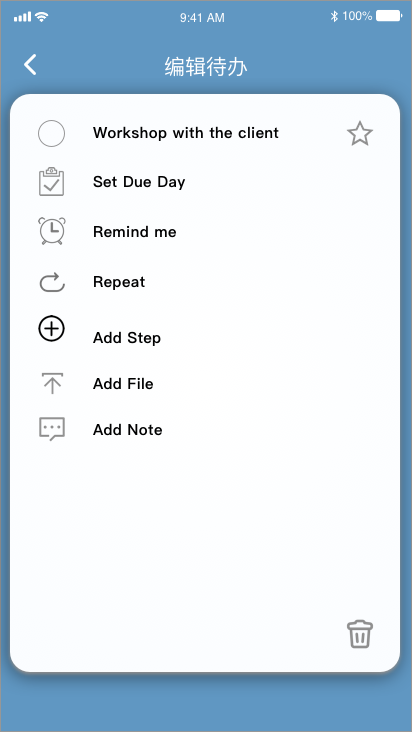 9:41 AM
100%
编辑待办
Workshop with the client
Set Due Day
Remind me
Repeat
Add Step
Add File
Add Note